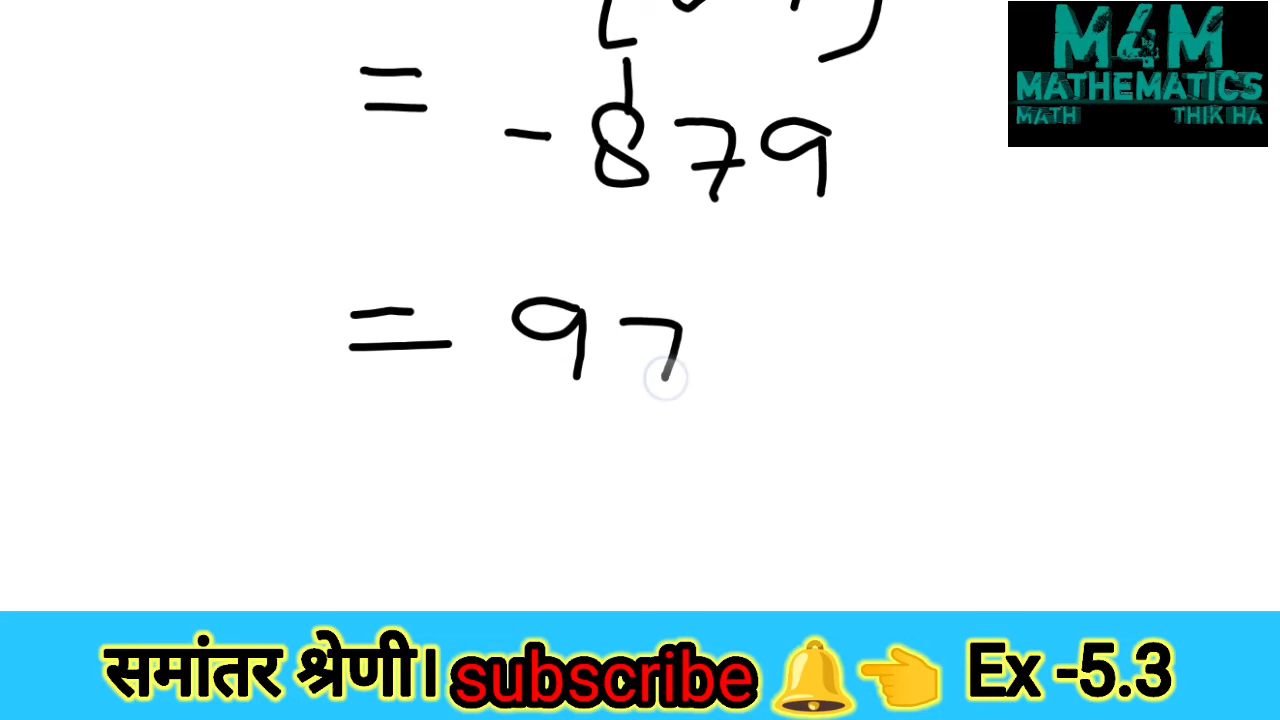 M4M
MATHEMATICS
MATH THIK HA
=
- 879
= 97
समांतर श्रेणी। subscribe Ex -5.3